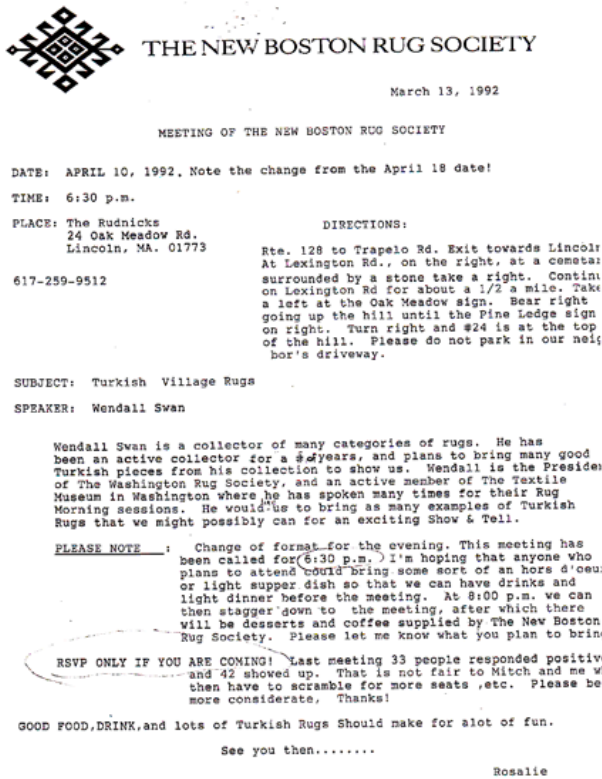 THE NEW BOSTON RUG SOCIETY
March 13, 1992
MEETING OF THE NEW BOSTON RUG SOCIETY
DATE: APRIL 10, 1992. Note the change from the April 18 date!
TIME: 6:30 p.m.
PLACE: The Rudnicks
24 Oak Meadow Rd.
Lincoln, MA. 01773
617-259-9512
DIRECTIONS:
Rte. 128 to Trapelo Rd. Exit towards Lincoln
At Lexington Rd., on the right, at a cemeta
surrounded by a stone take a right. Continu
on Lexington Rd for about a 1/2 a mile. Take
a left at the Oak Meadow sign. Bear right
going up the hill until the Pine Ledge sign
on right. Turn right and #24 is at the top
of the hill. Please do not park in our neig
bor's driveway.
SUBJECT: Turkish Village Rugs
SPEAKER: Wendall Swan
Wendall Swan is a collector of many categories of rugs. He has
been an active collector for a # of years, and plans to bring many good
Turkish pieces from his collection to show us. Wendall is the Presiden
of The Washington Rug Society, and an active member of The Textile
Museum in Washington where he has spoken many times for their Rug
Morning sessions. He would us to bring as many examples of Turkish
Rugs that we might possibly can for an exciting Show & Tell.
PLEASE NOTE : Change of format for the evening. This meeting has
been called for 6:30 p.m. I'm hoping that anyone who
plans to attend could bring some sort of an hors d'oeu
or light supper dish so that we can have drinks and
light dinner before the meeting. At 8:00 p.m. we can
then stagger down to the meeting, after which there
will be desserts and coffee supplied by The New Boston
Rug Society. Please let me know what you plan to bring
RSVP ONLY IF YOU ARE COMING! Last meeting 33 people responded positiv
and 42 showed up. That is not fair to Mitch and me w
then have to scramble for more seats ,etc. Please be
more considerate, Thanks!
GOOD FOOD,DRINK,and lots of Turkish Rugs Should make for alot of fun.
See you then........
Rosalie